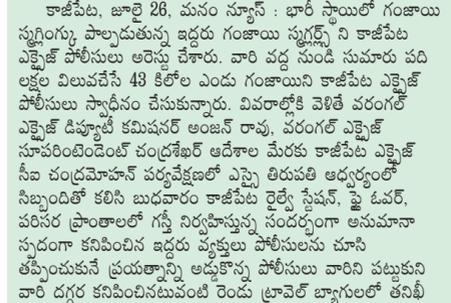 కాజీపేట, జూలై 26, మనం న్యూస్ : భారీ స్థాయిలో గంజాయి
స్మగ్లింగ్కు పాల్పడుతున్న ఇద్దరు గంజాయి స్మగ్లర్స్ ని కాజీపేట
ఎక్సైజ్ పోలీసులు అరెస్టు చేశారు. వారి వద్ద నుండి సుమారు పది
లక్షల విలువచేసే 43 కిలోల ఎండు గంజాయిని కాజీపేట ఎక్సైజ్
పోలీసులు స్వాధీనం చేసుకున్నారు. వివరాల్లోకి వెళితే వరంగల్
ఎక్సైజ్ డిప్యూటీ కమిషనర్ అంజన్ రావు, వరంగల్ ఎక్సైజ్
సూపరింటెండెంట్ చంద్రశేఖర్ ఆదేశాల మేరకు కాజీపేట ఎక్సైజ్
సీఐ చంద్రమోహన్ పర్యవేక్షణలో ఎస్సై తిరుపతి ఆధ్వర్యంలో
సిబ్బందితో కలిసి బుధవారం కాజీపేట రైల్వే స్టేషన్, ఫ్లై ఓవర్,
పరిసర ప్రాంతాలలో గస్తీ నిర్వహిస్తున్న సందర్భంగా అనుమానా
స్పదంగా కనిపించిన ఇద్దరు వ్యక్తులు పోలీసులను చూసి
తప్పించుకునే ప్రయత్నాన్ని అడ్డుకొన్న పోలీసులు వారిని పట్టుకుని
వారి దగ్గర కనిపించినటువంటి రెండు ట్రావెల్ బ్యాగులలో తనిఖీ